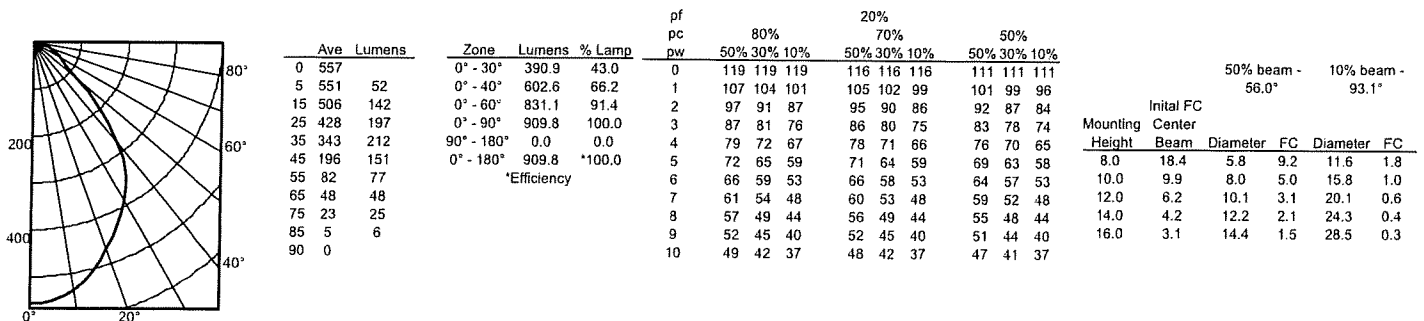 200
400
0°
20°
40°
60°
80°
Ave Lumens
0 557
5 551 52
15 506 142
25 428 197
35 343 212
45 196 151
55 82 77
65 48 48
75 23 25
85 5 6
90 0
Zone Lumens % Lamp
0° - 30° 390.9 43.0
0° - 40° 602.6 66.2
0° - 60° 831.1 91.4
0° - 90° 909.8 100.0
90° - 180° 0.0 0.0
0° - 180° 909.8 *100.0
*Efficiency
pf 20%
pc 80% 70% 50%
pw 50% 30% 10% 50% 30% 10% 50% 30% 10%
0 119 119 119 116 116 116 111 111 111
1 107 104 101 105 102 99 101 99 96
2 97 91 87 95 90 86 92 87 84
3 87 81 76 86 80 75 83 78 74
4 79 72 67 78 71 66 76 70 65
5 72 65 59 71 64 59 69 63 58
6 66 59 53 66 58 53 64 57 53
7 61 54 48 60 53 48 59 52 48
8 57 49 44 56 49 44 55 48 44
9 52 45 40 52 45 40 51 44 40
10 49 42 37 48 42 37 47 41 37
50% beam - 10% beam -
56.0° 93.1°
Inital FC
Mounting Center
Height Beam Diameter FC Diameter FC
8.0 18.4 5.8 9.2 11.6 1.8
10.0 9.9 8.0 5.0 15.8 1.0
12.0 6.2 10.1 3.1 20.1 0.6
14.0 4.2 12.2 2.1 24.3 0.4
16.0 3.1 14.4 1.5 28.5 0.3